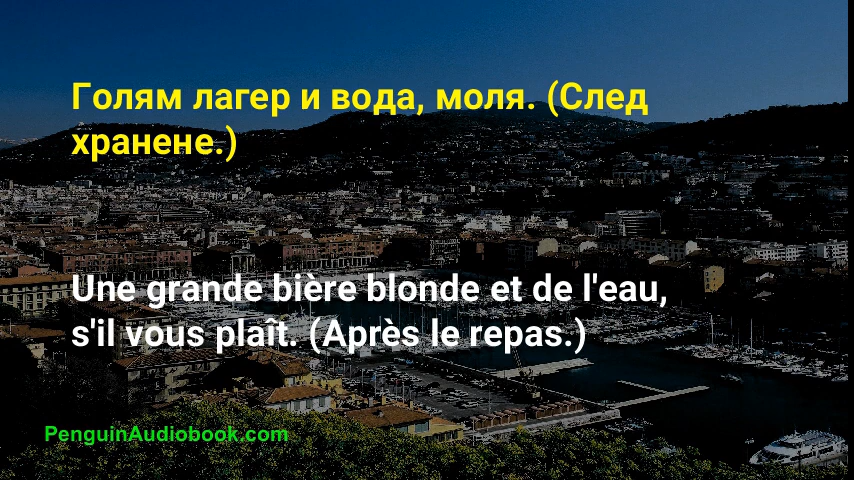 Голям лагер и вода, моля. (След
хранене.)
Une grande bière blonde et de l'eau,
s'il vous plaît. (Après le repas.)
PenguinAudiobook.com